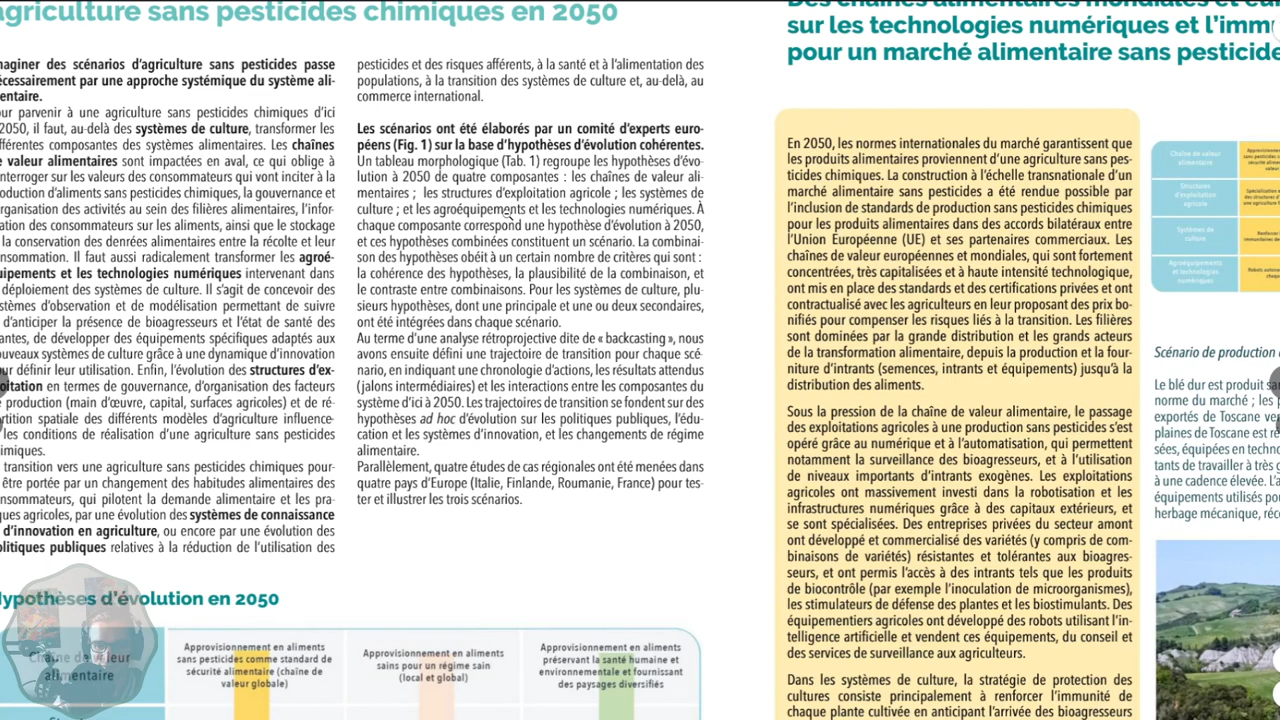 agriculture sans pesticides chimiques en 2050
maginer des scénarios d'agriculture sans pesticides passe
écessairement par une approche systémique du système ali-
entaire.
ur parvenir à une agriculture sans pesticides chimiques d'ici
2050, il faut, au-delà des systèmes de culture, transformer les
fférentes composantes des systèmes alimentaires. Les chaînes
e valeur alimentaires sont impactées en aval, ce qui oblige à
nterroger sur les valeurs des consommateurs qui vont inciter à la
oduction d'aliments sans pesticides chimiques, la gouvernance et
rganisation des activités au sein des filières alimentaires, l'infor-
ation des consommateurs sur les aliments, ainsi que le stockage
la conservation des denrées alimentaires entre la récolte et leur
nsommation. Il faut aussi radicalement transformer les agroé-
uipements et les technologies numériques intervenant dans
déploiement des systèmes de culture. Il s'agit de concevoir des
stèmes d'observation et de modélisation permettant de suivre
d'anticiper la présence de bioagresseurs et l'état de santé des
antes, de développer des équipements spécifiques adaptés aux
ouveaux systèmes de culture grâce à une dynamique d'innovation
ur définir leur utilisation. Enfin, l'évolution des structures d'ex-
oitation en termes de gouvernance, d'organisation des facteurs
e production (main d'œuvre, capital, surfaces agricoles) et de ré-
rtition spatiale des différents modèles d'agriculture influence-
les conditions de réalisation d'une agriculture sans pesticides
imiques.
transition vers une agriculture sans pesticides chimiques pour-
être portée par un changement des habitudes alimentaires des
nsommateurs, qui pilotent la demande alimentaire et les pra-
ques agricoles, par une évolution des systèmes de connaissance
d'innovation en agriculture, ou encore par une évolution des
olitiques publiques relatives à la réduction de l'utilisation des
pesticides et des risques afférents, à la santé et à l'alimentation des
populations, à la transition des systèmes de culture et, au-delà, au
commerce international.
Les scénarios ont été élaborés par un comité d'experts euro-
péens (Fig. 1) sur la base d'hypothèses d'évolution cohérentes.
Un tableau morphologique (Tab. 1) regroupe les hypothèses d'évo-
lution à 2050 de quatre composantes : les chaînes de valeur ali-
mentaires ; les structures d'exploitation agricole ; les systèmes de
culture ; et les agroéquipements et les technologies numériques. À
chaque composante correspond une hypothèse d'évolution à 2050,
et ces hypothèses combinées constituent un scénario. La combinai-
son des hypothèses obéit à un certain nombre de critères qui sont :
la cohérence des hypothèses, la plausibilité de la combinaison, et
le contraste entre combinaisons. Pour les systèmes de culture, plu-
sieurs hypothèses, dont une principale et une ou deux secondaires,
ont été intégrées dans chaque scénario.
Au terme d'une analyse rétroprojective dite de « backcasting », nous
avons ensuite défini une trajectoire de transition pour chaque scé-
nario, en indiquant une chronologie d'actions, les résultats attendus
(jalons intermédiaires) et les interactions entre les composantes du
système d'ici à 2050. Les trajectoires de transition se fondent sur des
hypothèses ad hoc d'évolution sur les politiques publiques, l'édu-
cation et les systèmes d'innovation, et les changements de régime
alimentaire.
Parallèlement, quatre études de cas régionales ont été menées dans
quatre pays d'Europe (Italie, Finlande, Roumanie, France) pour tes-
ter et illustrer les trois scénarios.
Hypothèses d'évolution en 2050
Chaîne de valeur
alimentaire
Approvisionnement en aliments
sans pesticides comme standard de
sécurité alimentaire (chaîne de
valeur globale)
Approvisionnement en aliments
sains pour un régime sain
(local et global)
Approvisionnement en aliments
préservant la santé humaine et
environnementale et fournissant
des paysages diversifiés
Des chaînes alimentaires mondiales et eur
sur les technologies numériques et l'imm
pour un marché alimentaire sans pesticide
En 2050, les normes internationales du marché garantissent que
les produits alimentaires proviennent d'une agriculture sans pes-
ticides chimiques. La construction à l'échelle transnationale d'un
marché alimentaire sans pesticides a été rendue possible par
l'inclusion de standards de production sans pesticides chimiques
pour les produits alimentaires dans des accords bilatéraux entre
l'Union Européenne (UE) et ses partenaires commerciaux. Les
chaînes de valeur européennes et mondiales, qui sont fortement
concentrées, très capitalisées et à haute intensité technologique,
ont mis en place des standards et des certifications privées et ont
contractualisé avec les agriculteurs en leur proposant des prix bo-
nifiés pour compenser les risques liés à la transition. Les filières
sont dominées par la grande distribution et les grands acteurs
de la transformation alimentaire, depuis la production et la four-
niture d'intrants (semences, intrants et équipements) jusqu'à la
distribution des aliments.
Sous la pression de la chaîne de valeur alimentaire, le passage
des exploitations agricoles à une production sans pesticides s'est
opéré grâce au numérique et à l'automatisation, qui permettent
notamment la surveillance des bioagresseurs, et à l'utilisation
de niveaux importants d'intrants exogènes. Les exploitations
agricoles ont massivement investi dans la robotisation et les
infrastructures numériques grâce à des capitaux extérieurs, et
se sont spécialisées. Des entreprises privées du secteur amont
ont développé et commercialisé des variétés (y compris de com-
binaisons de variétés) résistantes et tolérantes aux bioagres-
seurs, et ont permis l'accès à des intrants tels que les produits
de biocontrôle (par exemple l'inoculation de microorganismes),
les stimulateurs de défense des plantes et les biostimulants. Des
équipementiers agricoles ont développé des robots utilisant l'in-
telligence artificielle et vendent ces équipements, du conseil et
des services de surveillance aux agriculteurs.
Dans les systèmes de culture, la stratégie de protection des
cultures consiste principalement à renforcer l'immunité de
chaque plante cultivée en anticipant l'arrivée des bioagresseurs
Chaîne de valeur
alimentaire
Structures
d'exploitation
agricole
Systèmes de
culture
Agroéquipements
et technologies
numériques
Scénario de production
Le blé dur est produit sa
norme du marché ; les p
exportés de Toscane ve
plaines de Toscane est ré
sées, équipées en techno
tants de travailler à très g
à une cadence élevée. L'a
équipements utilisés pou
herbage mécanique, réco